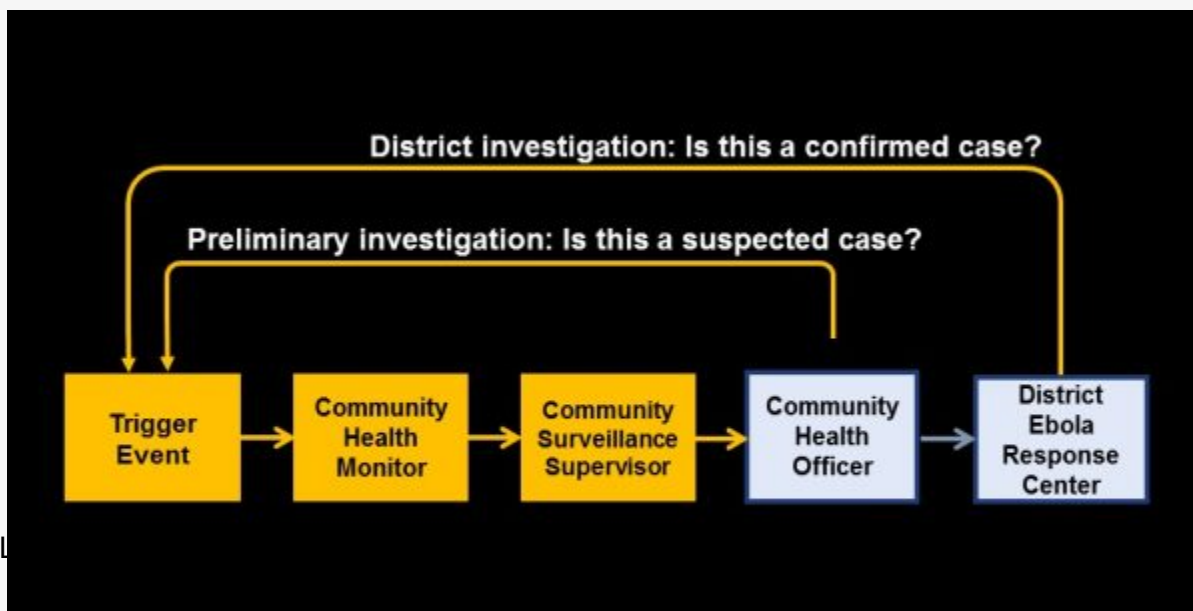 District investigation: Is this a confirmed case?
Preliminary investigation: Is this a suspected case?
Trigger
Event
Community
Health
Monitor
Community
Surveillance
Supervisor
Community
Health
Officer
District
Ebola
Response
Center